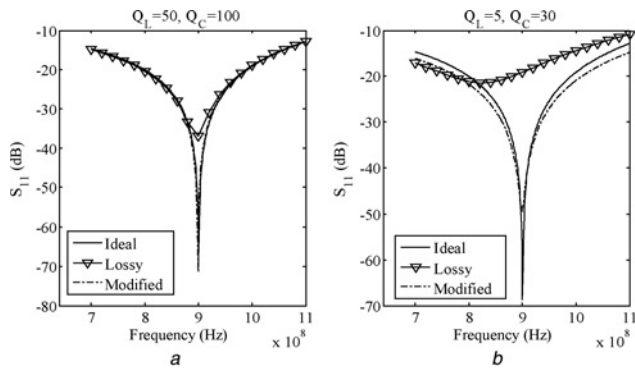 Q_L=50, Q_C=100
-10
-20
-30
-40
-50
-60
-70
-80
S_11 (dB)
Ideal
Lossy
Modified
7
8
9
10
11
Frequency (Hz)
x 10^8
a
Q_L=5, Q_C=30
-10
-20
-30
-40
-50
-60
-70
S_11 (dB)
Ideal
Lossy
Modified
7
8
9
10
11
Frequency (Hz)
x 10^8
b